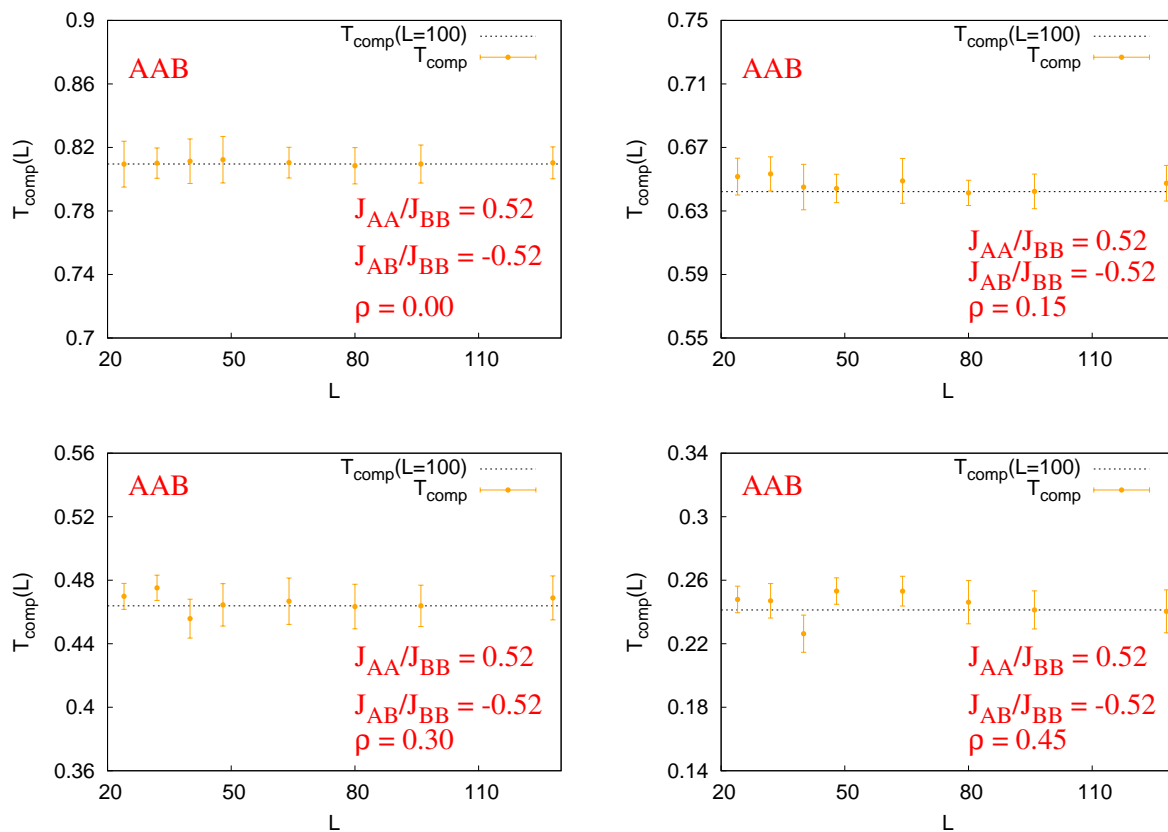 0.9
0.86
0.82
0.78
0.74
0.7
20 50 80 110
T_comp(L)
L
T_comp(L=100)
T_comp
AAB
J_AA/J_BB = 0.52
J_AB/J_BB = -0.52
ρ = 0.00
0.75
0.71
0.67
0.63
0.59
0.55
20 50 80 110
T_comp(L)
L
T_comp(L=100)
T_comp
AAB
J_AA/J_BB = 0.52
J_AB/J_BB = -0.52
ρ = 0.15
0.56
0.52
0.48
0.44
0.4
0.36
20 50 80 110
T_comp(L)
L
T_comp(L=100)
T_comp
AAB
J_AA/J_BB = 0.52
J_AB/J_BB = -0.52
ρ = 0.30
0.34
0.3
0.26
0.22
0.18
0.14
20 50 80 110
T_comp(L)
L
T_comp(L=100)
T_comp
AAB
J_AA/J_BB = 0.52
J_AB/J_BB = -0.52
ρ = 0.45